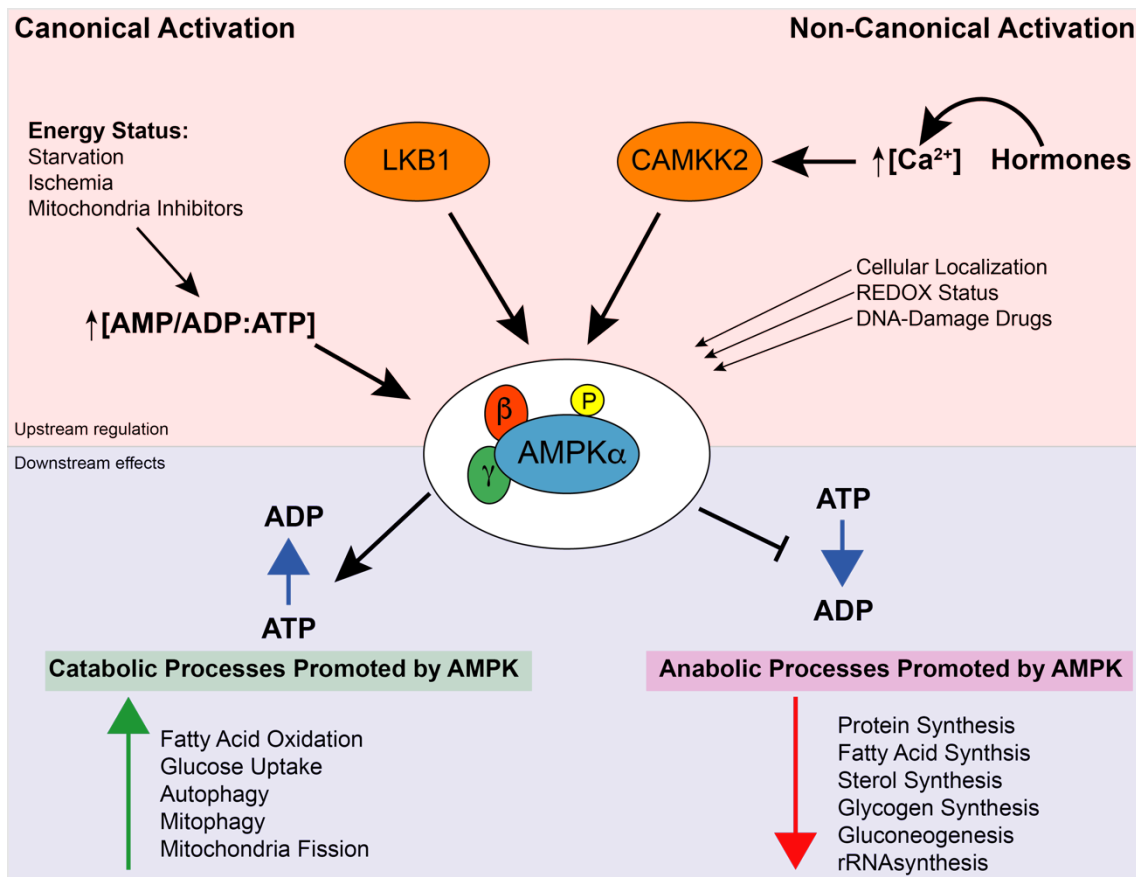 Canonical Activation
Non-Canonical Activation
Energy Status:
Starvation
Ischemia
Mitochondria Inhibitors
LKB1
CAMKK2
↑[Ca²⁺]
Hormones
Cellular Localization
REDOX Status
DNA-Damage Drugs
↑[AMP/ADP:ATP]
β
P
AMPKα
γ
Upstream regulation
Downstream effects
ADP
ATP
ATP
ADP
Catabolic Processes Promoted by AMPK
Fatty Acid Oxidation
Glucose Uptake
Autophagy
Mitophagy
Mitochondria Fission
Anabolic Processes Promoted by AMPK
Protein Synthesis
Fatty Acid Synthsis
Sterol Synthesis
Glycogen Synthesis
Gluconeogenesis
rRNAsynthesis